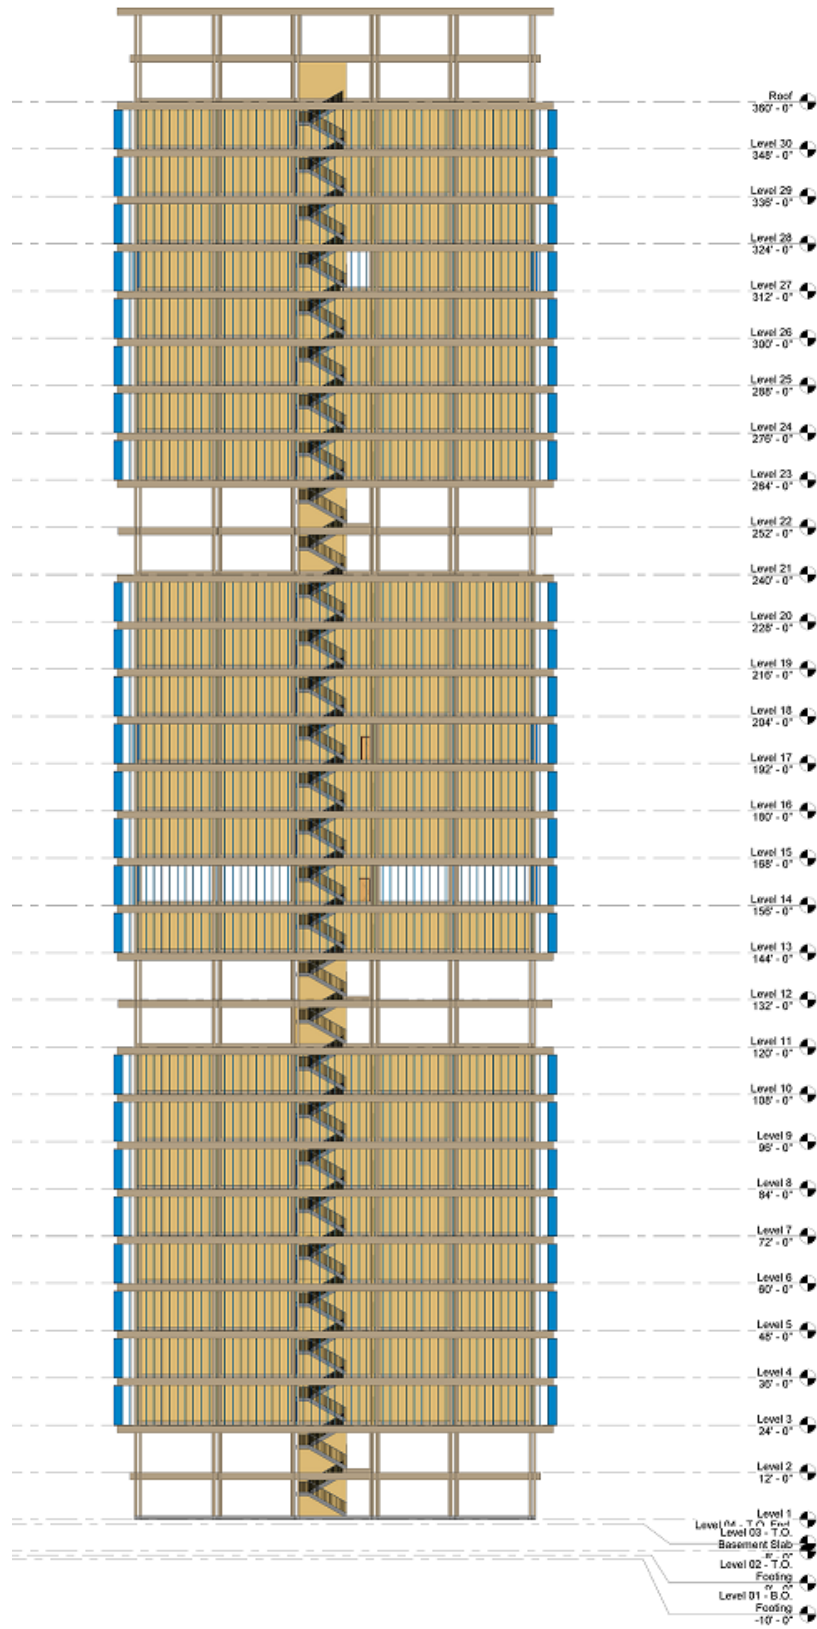 Roof
360' - 0"
Level 30
348' - 0"
Level 29
336' - 0"
Level 28
324' - 0"
Level 27
312' - 0"
Level 26
300' - 0"
Level 25
288' - 0"
Level 24
276' - 0"
Level 23
264' - 0"
Level 22
252' - 0"
Level 21
240' - 0"
Level 20
228' - 0"
Level 19
216' - 0"
Level 18
204' - 0"
Level 17
192' - 0"
Level 16
180' - 0"
Level 15
168' - 0"
Level 14
156' - 0"
Level 13
144' - 0"
Level 12
132' - 0"
Level 11
120' - 0"
Level 10
108' - 0"
Level 9
96' - 0"
Level 8
84' - 0"
Level 7
72' - 0"
Level 6
60' - 0"
Level 5
48' - 0"
Level 4
36' - 0"
Level 3
24' - 0"
Level 2
12' - 0"
Level 1
Level 04 - T.O.
Level 03 - T.O.
Basement Slab
Level 02 - T.O.
Footing
Level 01 - B.O.
Footing
-10' - 0"